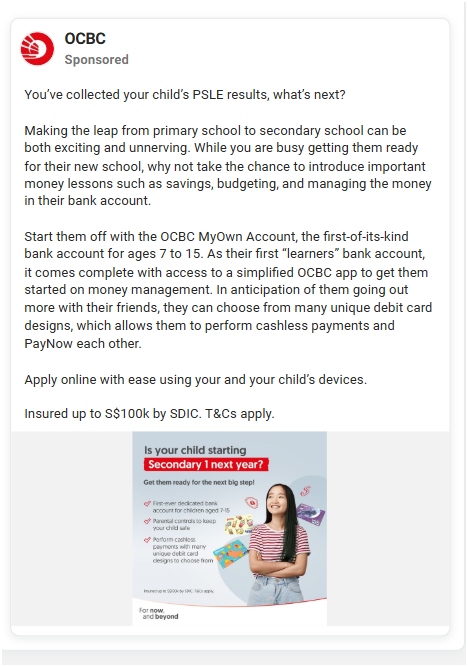 OCBC
Sponsored
You’ve collected your child’s PSLE results, what’s next?
Making the leap from primary school to secondary school can be
both exciting and unnerving. While you are busy getting them ready
for their new school, why not take the chance to introduce important
money lessons such as savings, budgeting, and managing the money
in their bank account.
Start them off with the OCBC MyOwn Account, the first-of-its-kind
bank account for ages 7 to 15. As their first “learners” bank account,
it comes complete with access to a simplified OCBC app to get them
started on money management. In anticipation of them going out
more with their friends, they can choose from many unique debit card
designs, which allows them to perform cashless payments and
PayNow each other.
Apply online with ease using your and your child’s devices.
Insured up to S$100k by SDIC. T&Cs apply.
Is your child starting
Secondary 1 next year?
Get them ready for the next big step!
First-ever dedicated bank
account for children aged 7-15
Parental controls to keep
your child safe
Perform cashless
payments with many
unique debit card
designs to choose from
Insured up to S$100k by SDIC. T&Cs apply.
For now,
and beyond